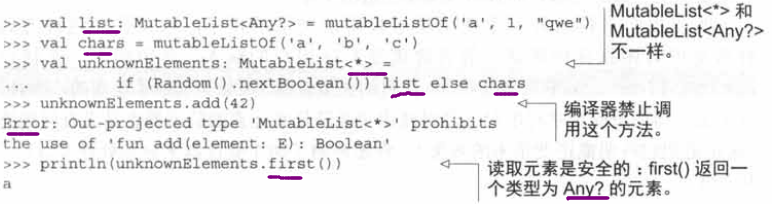 >>> val list: MutableList<Any?> = mutableListOf('a', 1, "qwe")
>>> val chars = mutableListOf('a', 'b', 'c')
>>> val unknownElements: MutableList<*> =
...         if (Random().nextBoolean()) list else chars
>>> unknownElements.add(42)
Error: Out-projected type 'MutableList<*>' prohibits
the use of 'fun add(element: E): Boolean'
>>> println(unknownElements.first())
a
MutableList<*> 和
MutableList<Any?>
不一样。
编译器禁止调
用这个方法。
读取元素是安全的：first() 返回一
个类型为 Any? 的元素。